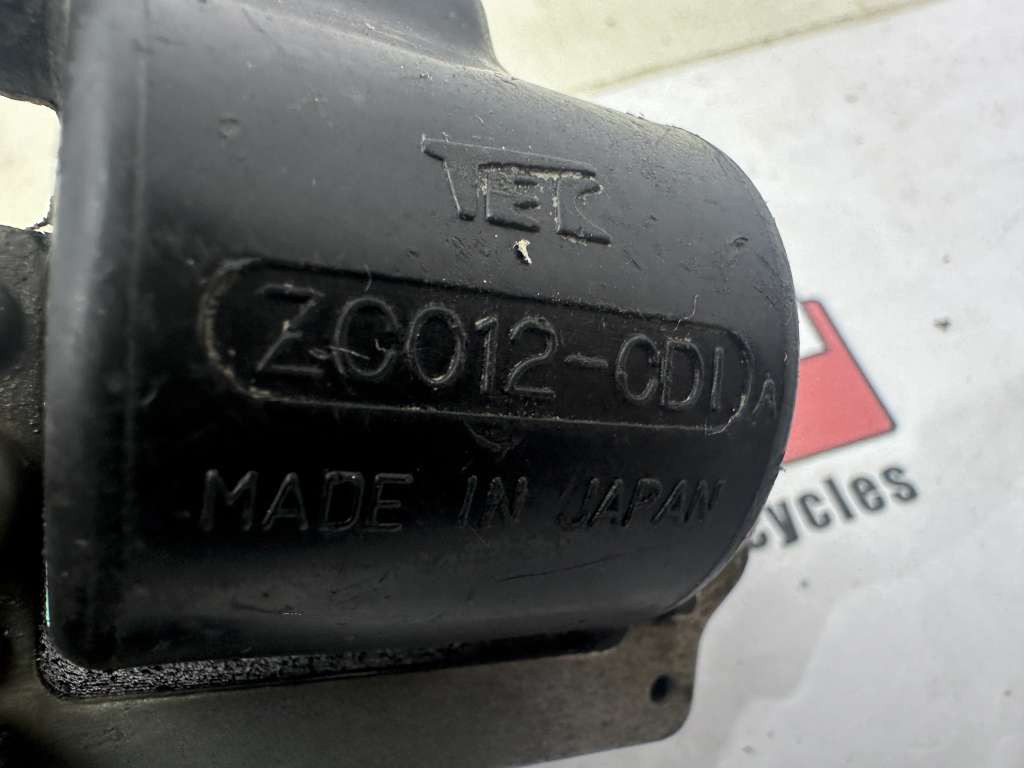 TEC
ZG012-CDI A
MADE IN JAPAN
ycles